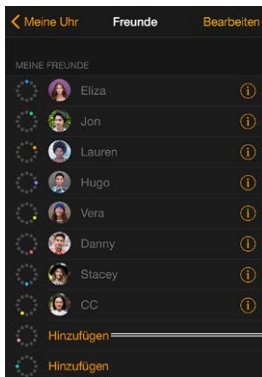 Meine Uhr Freunde Bearbeiten
MEINE FREUNDE
Eliza
Jon
Lauren
Hugo
Vera
Danny
Stacey
CC
Hinzufügen
Hinzufügen